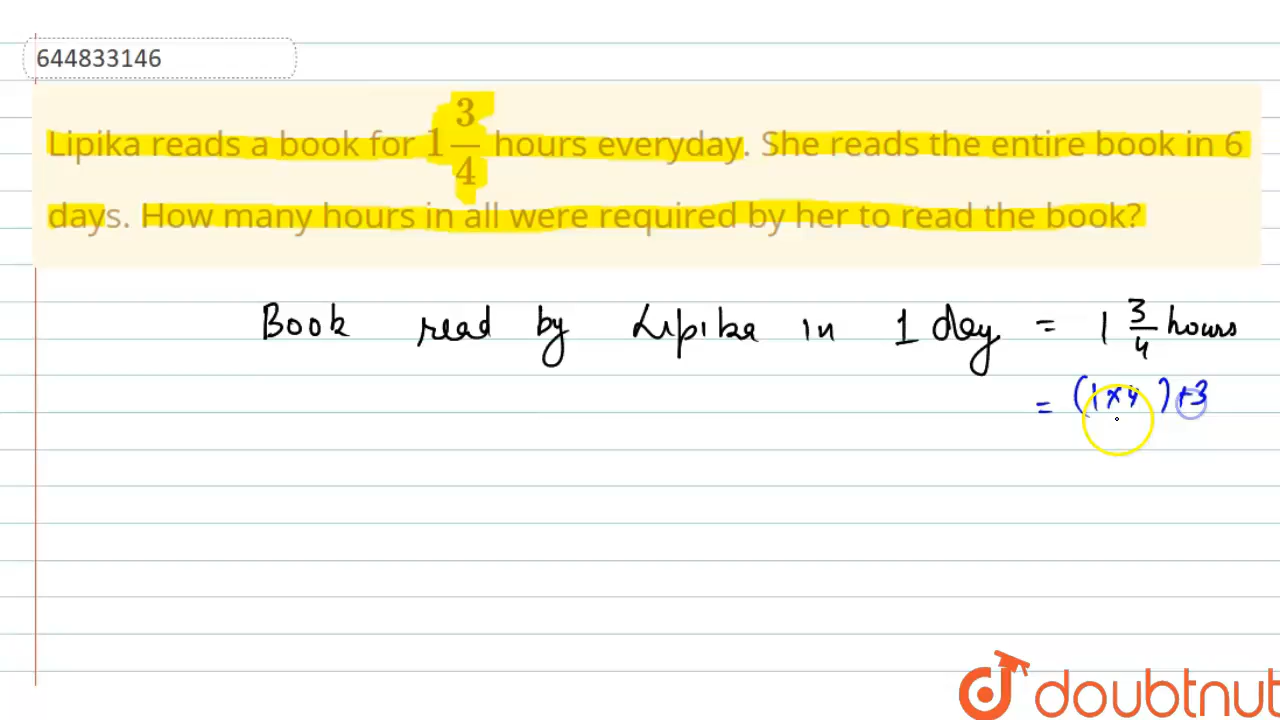 644833146
Lipika reads a book for 1 3/4 hours everyday. She reads the entire book in 6
days. How many hours in all were required by her to read the book?
Book read by Lipika in 1 day = 1 3/4 hours
= (1×4)+3
doubtnut